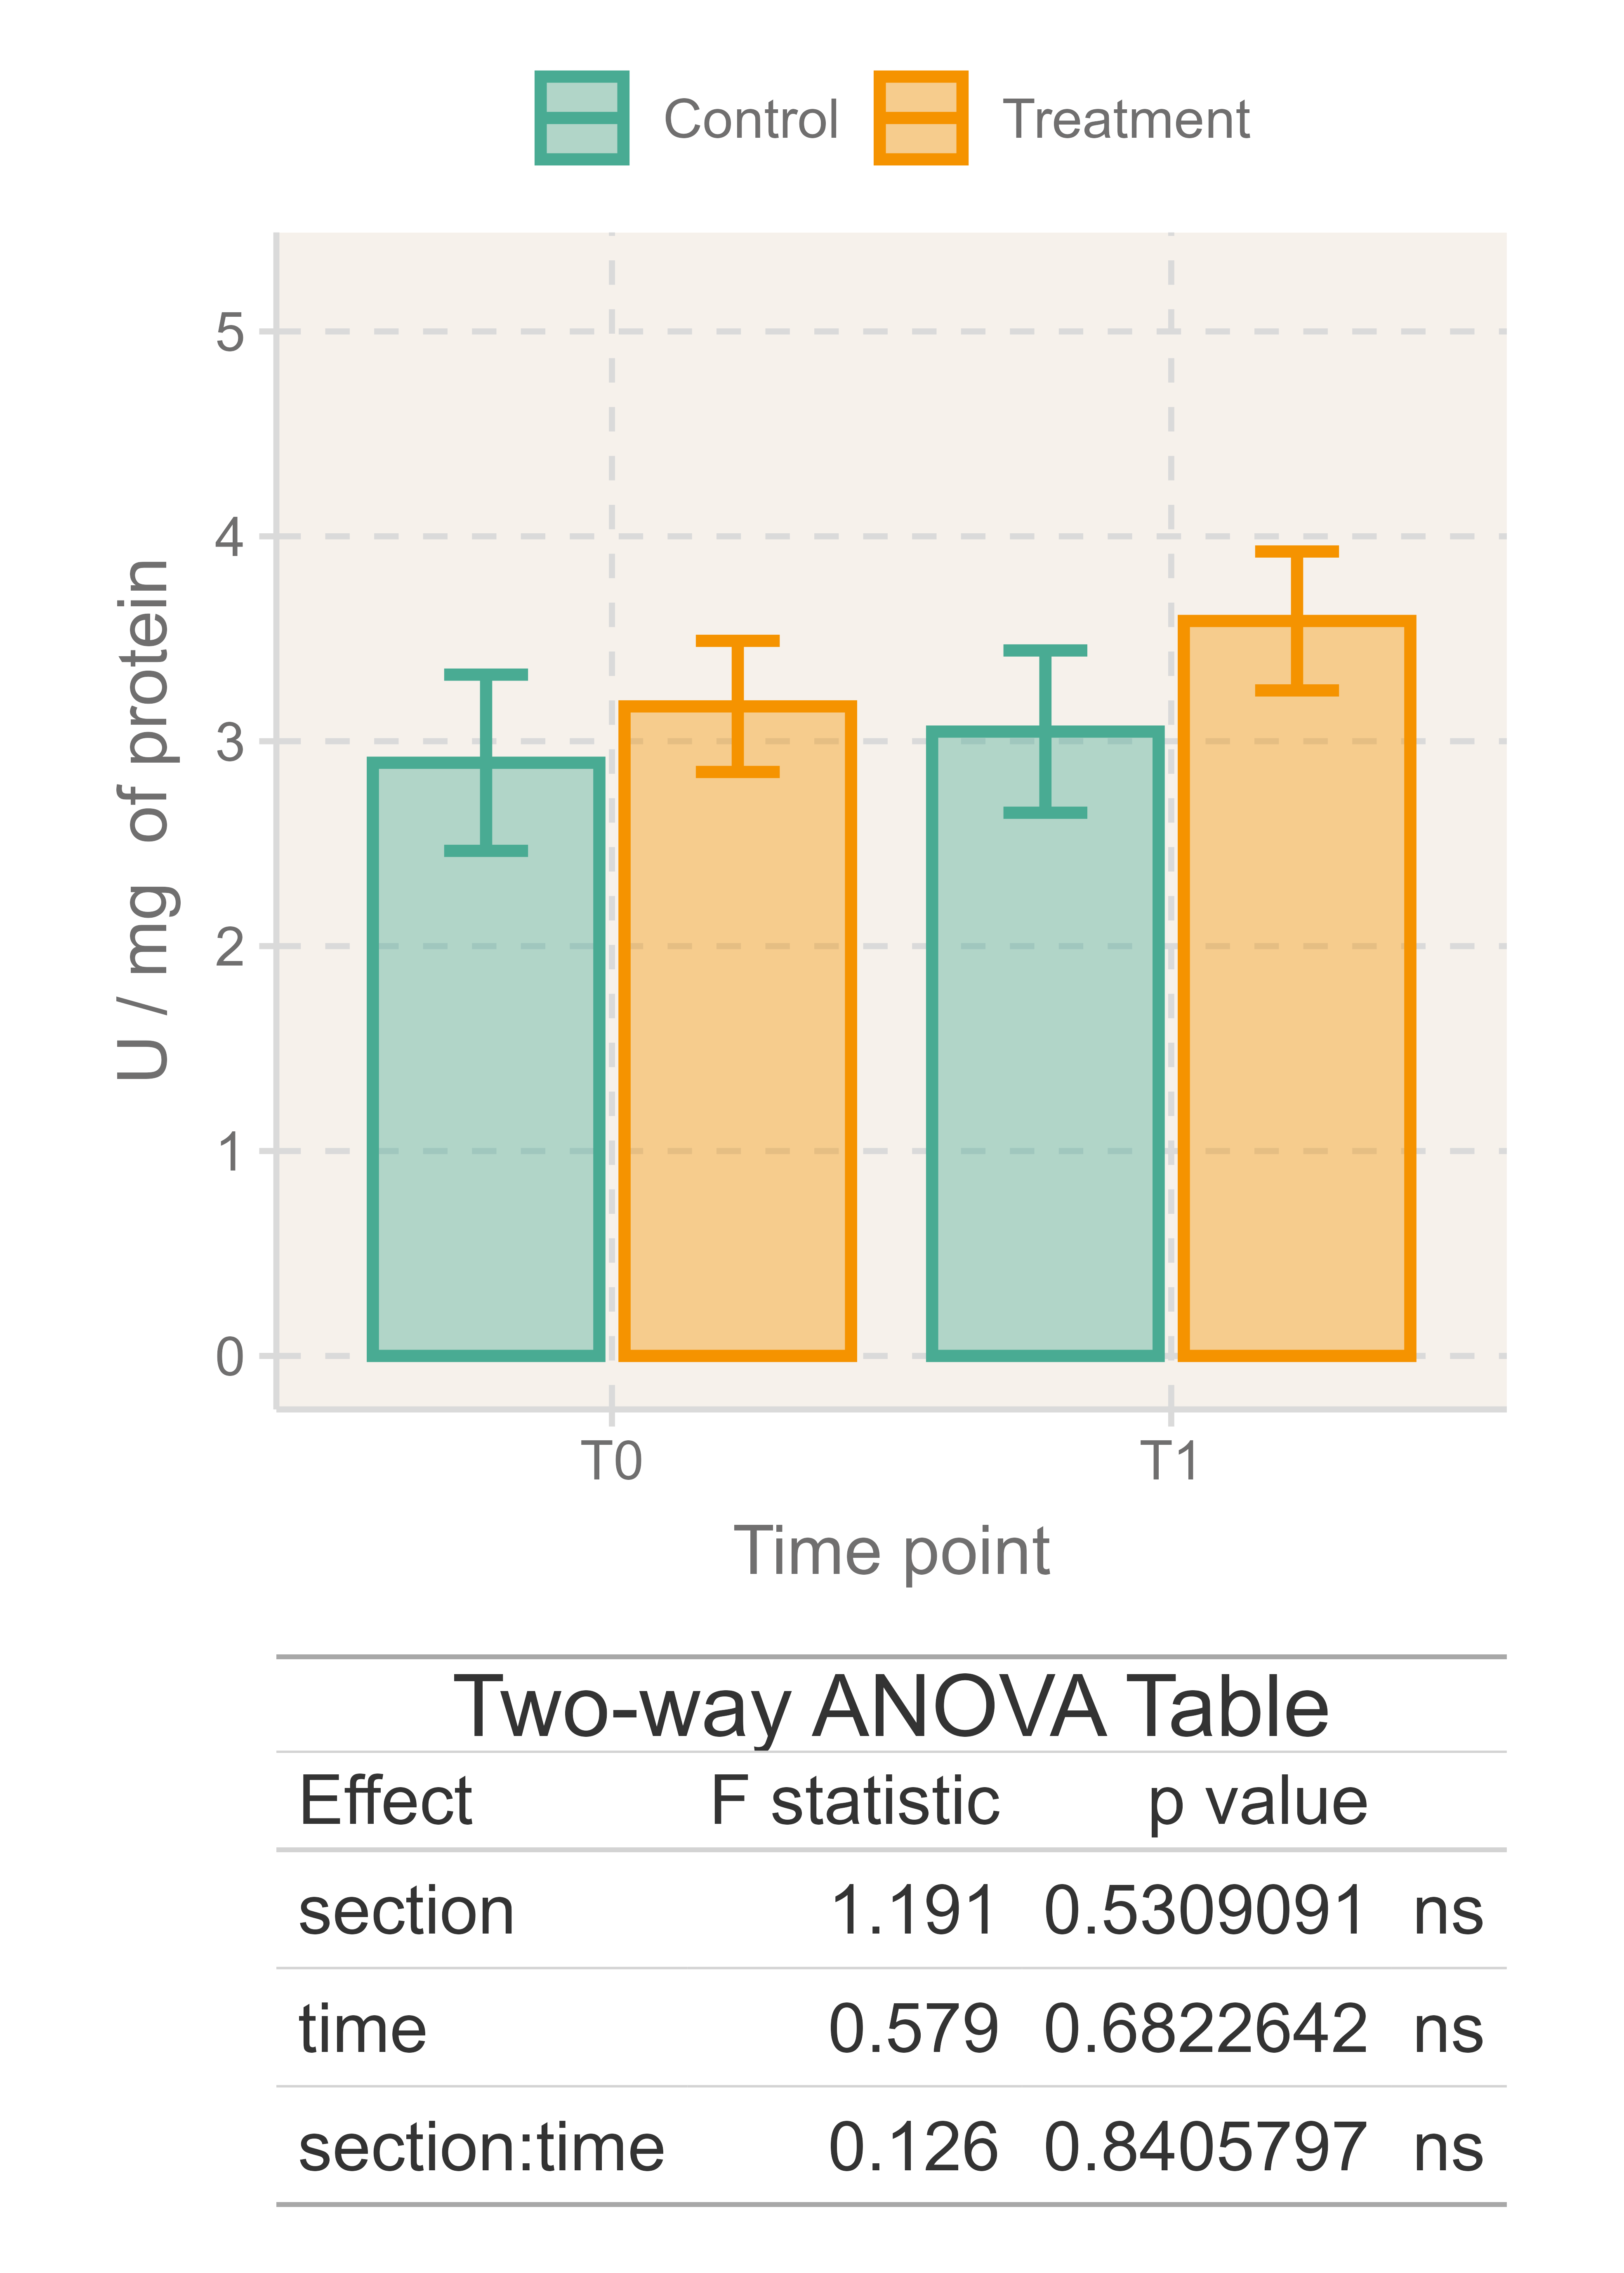 Control Treatment
5
4
3
2
1
0
U / mg of protein
T0 T1
Time point
Two-way ANOVA Table
Effect F statistic p value
section 1.191 0.5309091 ns
time 0.579 0.6822642 ns
section:time 0.126 0.8405797 ns